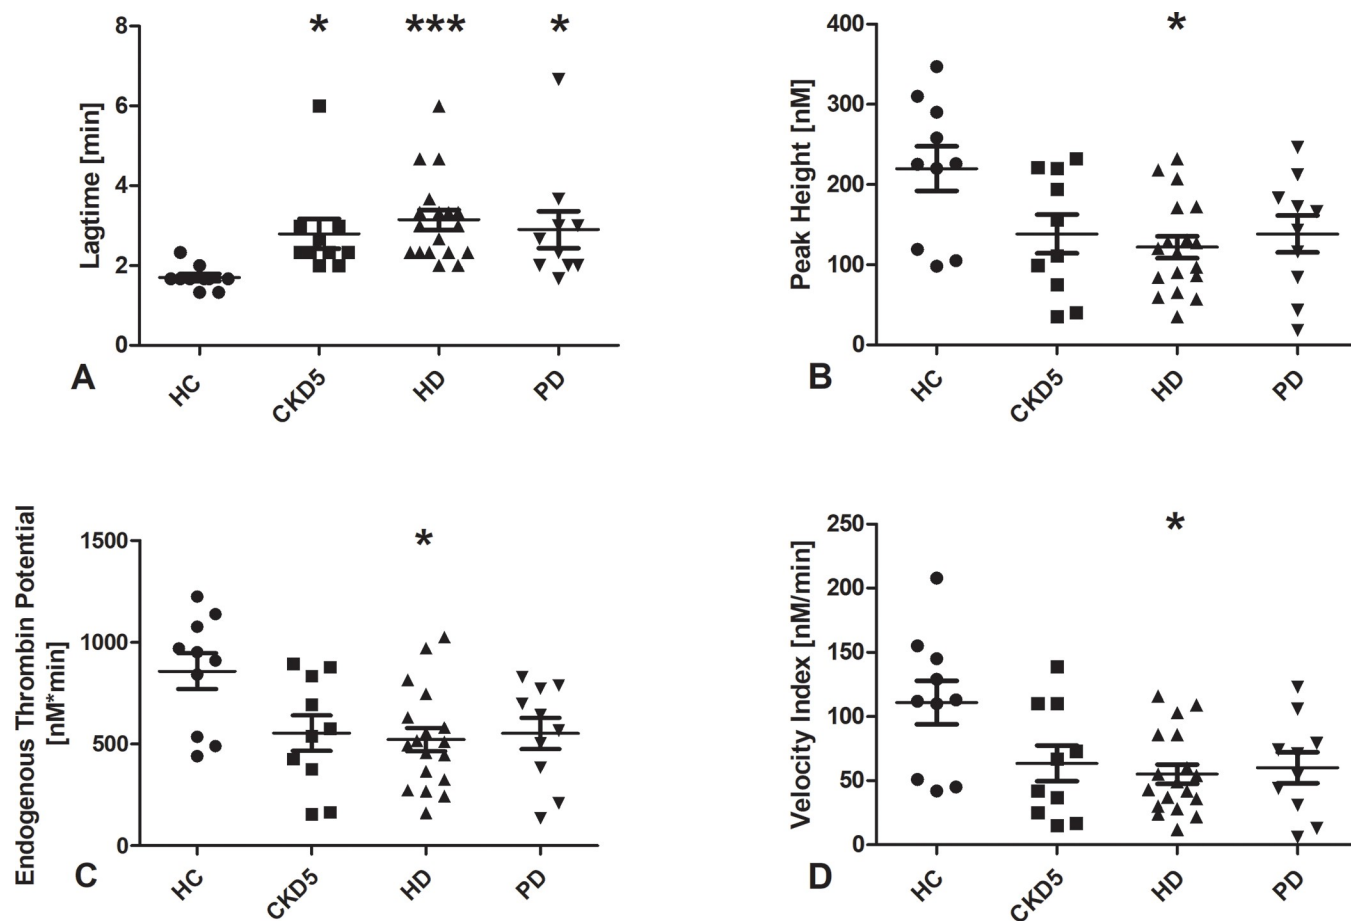 Lagtime [min]
8
6
4
2
0
*
***
*
HC
CKD5
HD
PD
A
Peak Height [nM]
400
300
200
100
0
*
HC
CKD5
HD
PD
B
Endogenous Thrombin Potential
[nM*min]
1500
1000
500
0
*
HC
CKD5
HD
PD
C
Velocity Index [nM/min]
250
200
150
100
50
0
*
HC
CKD5
HD
PD
D